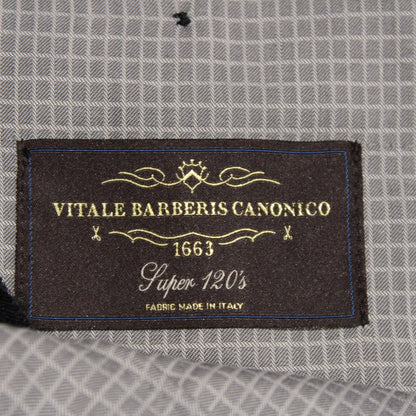 VITALE BARBERIS CANONICO
1663
Super 120's
FABRIC MADE IN ITALY